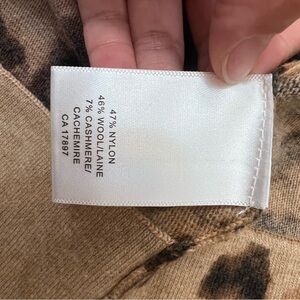 47% NYLON
46% WOOL/LAINE
7% CASHMERE/
CACHEMIRE
CA 17897